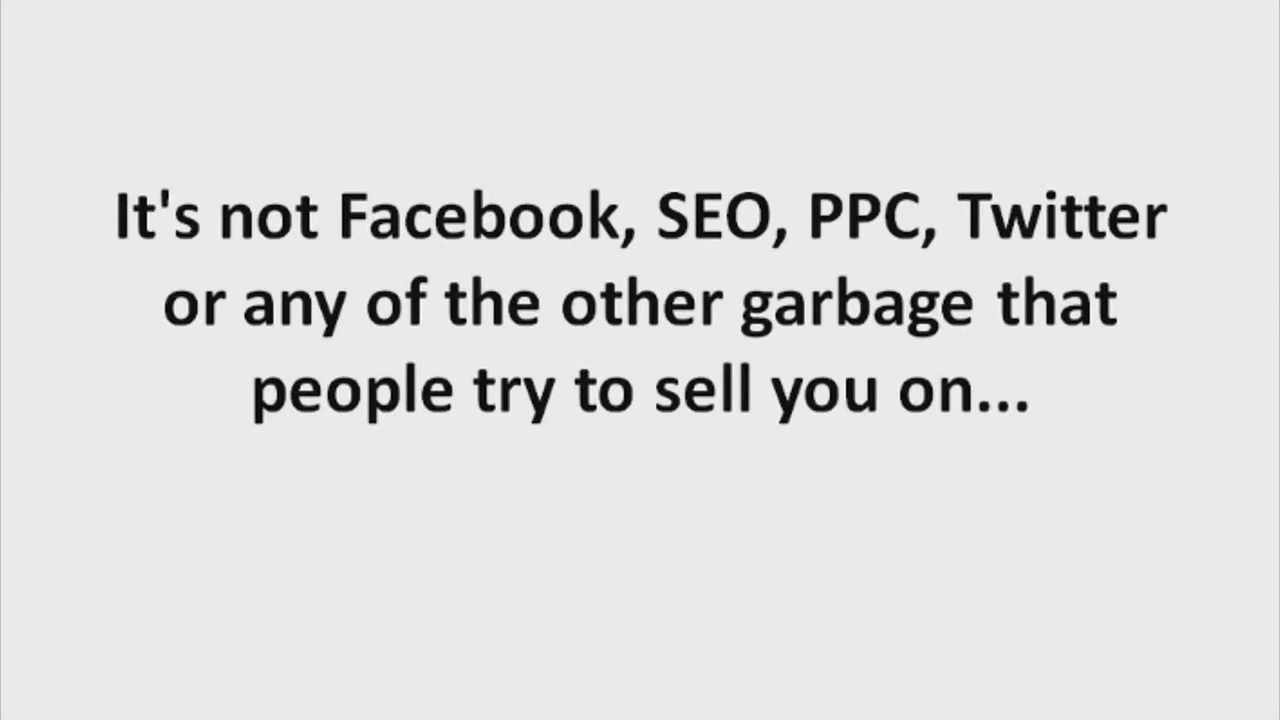 It's not Facebook, SEO, PPC, Twitter
or any of the other garbage that
people try to sell you on...